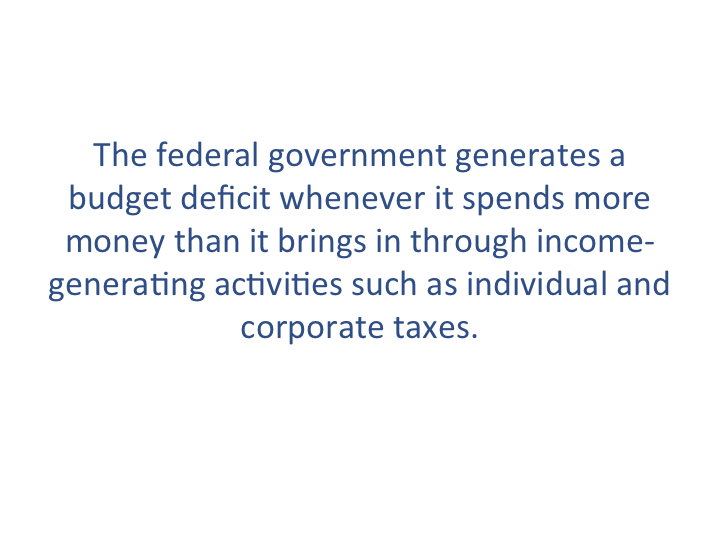 The federal government generates a
budget deficit whenever it spends more
money than it brings in through income-
generating activities such as individual and
corporate taxes.